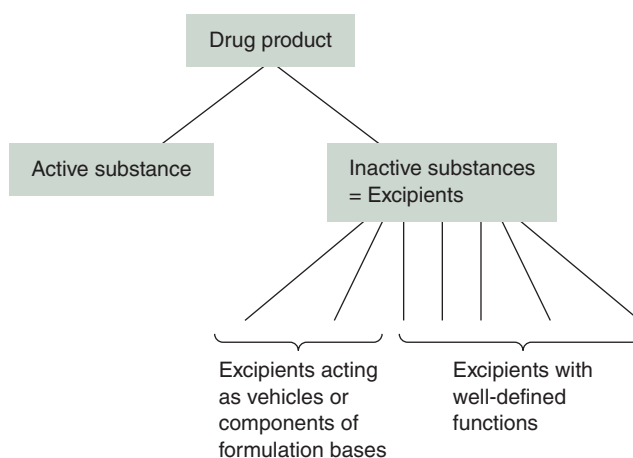 Drug product
Active substance
Inactive substances
= Excipients
Excipients acting
as vehicles or
components of
formulation bases
Excipients with
well-defined
functions